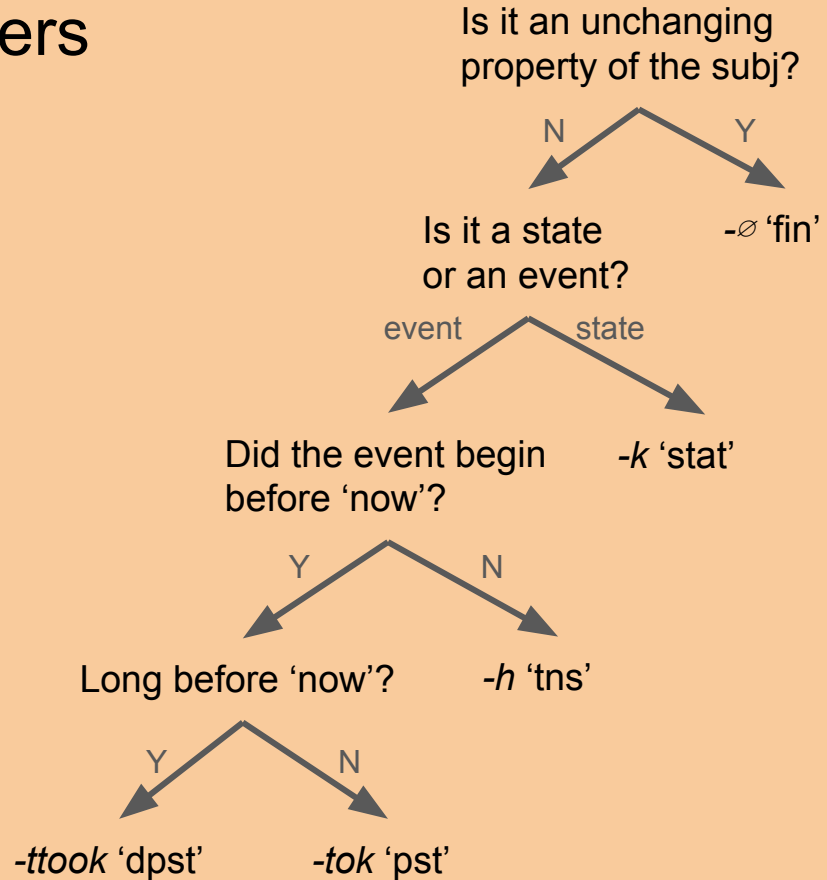 ers
Is it an unchanging
property of the subj?
N
Y
Is it a state
or an event?
-∅ ‘fin’
event
state
Did the event begin
before ‘now’?
-k ‘stat’
Y
N
Long before ‘now’?
-h ‘tns’
Y
N
-ttook ‘dpst’
-tok ‘pst’